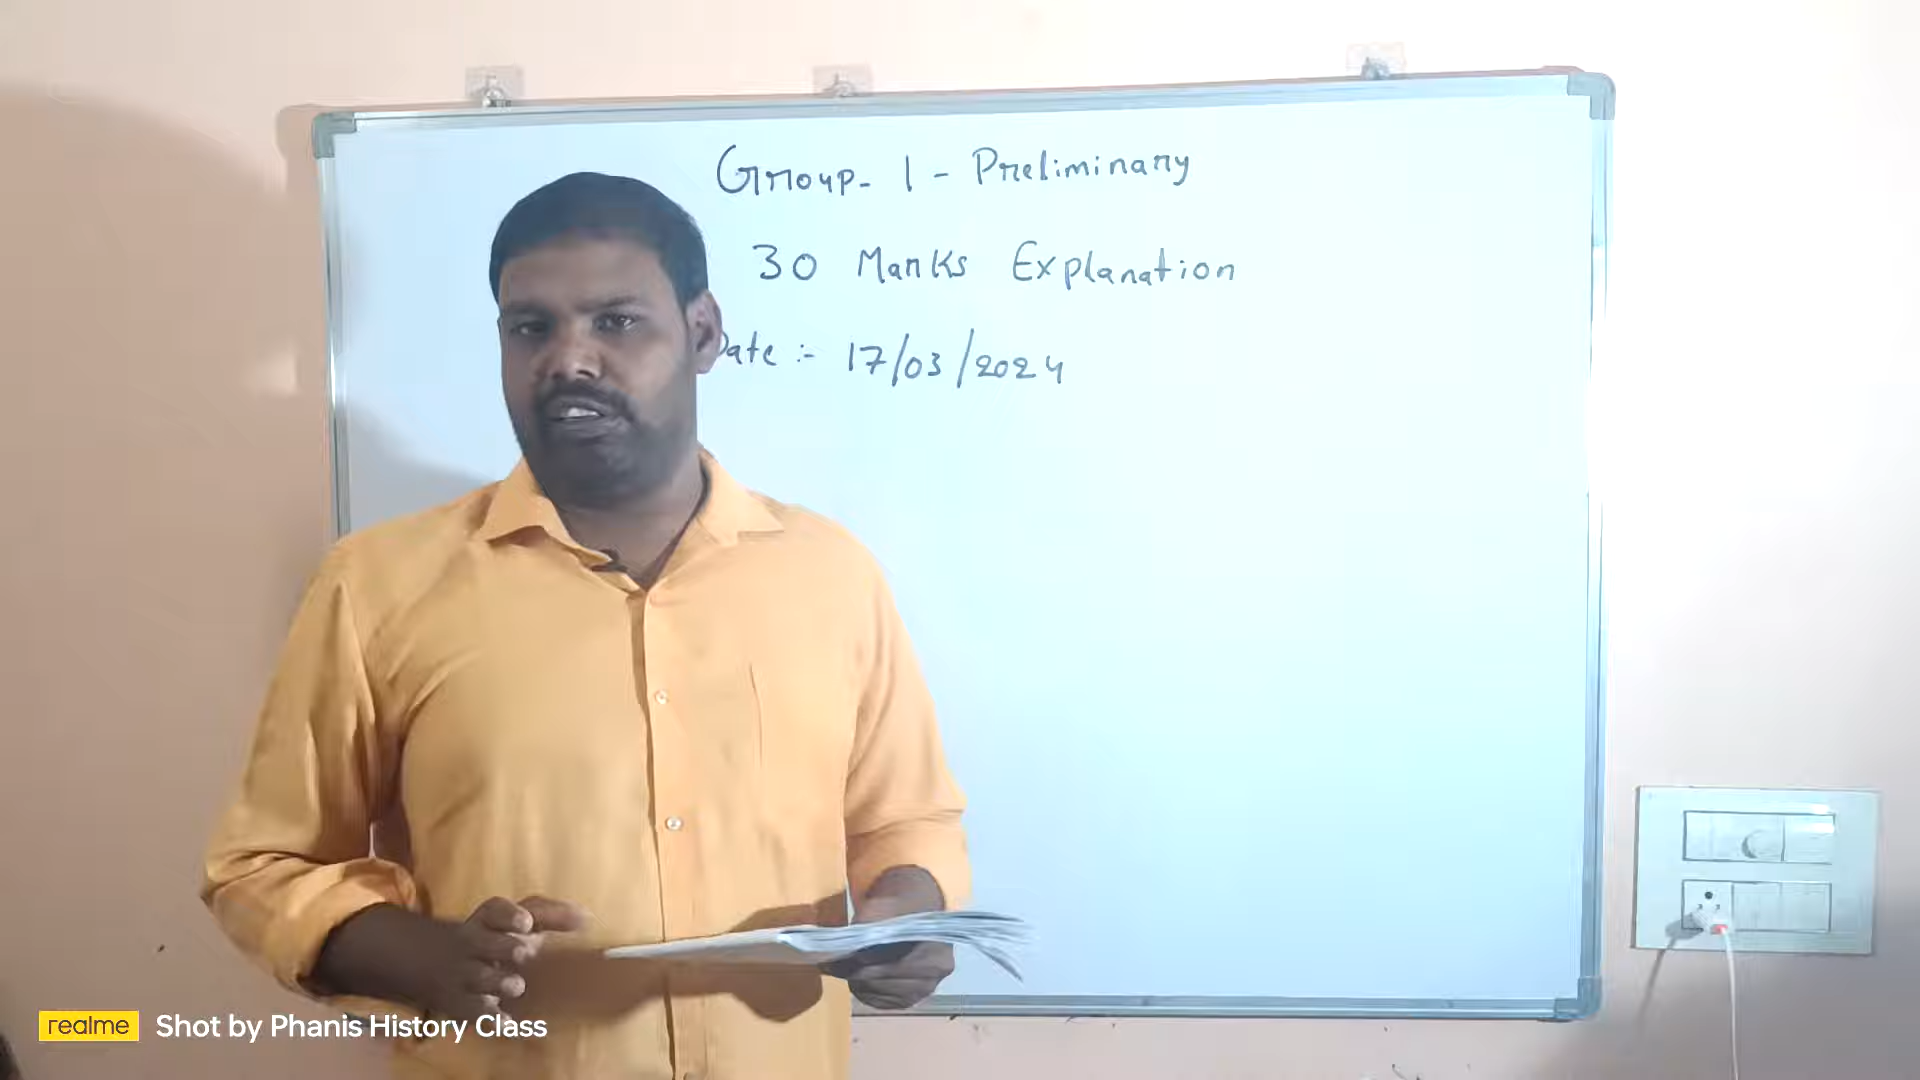 Group- 1 - Preliminary
30 Marks Explanation
Date :- 17/03/2024
realme Shot by Phanis History Class